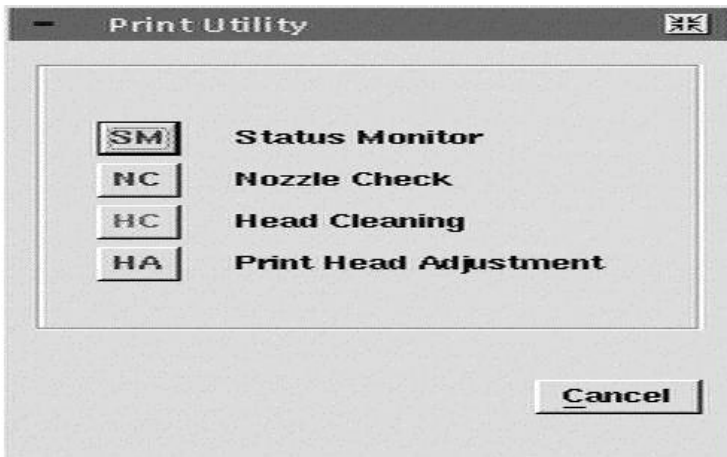 Print Utility
SM Status Monitor
NC Nozzle Check
HC Head Cleaning
HA Print Head Adjustment
Cancel